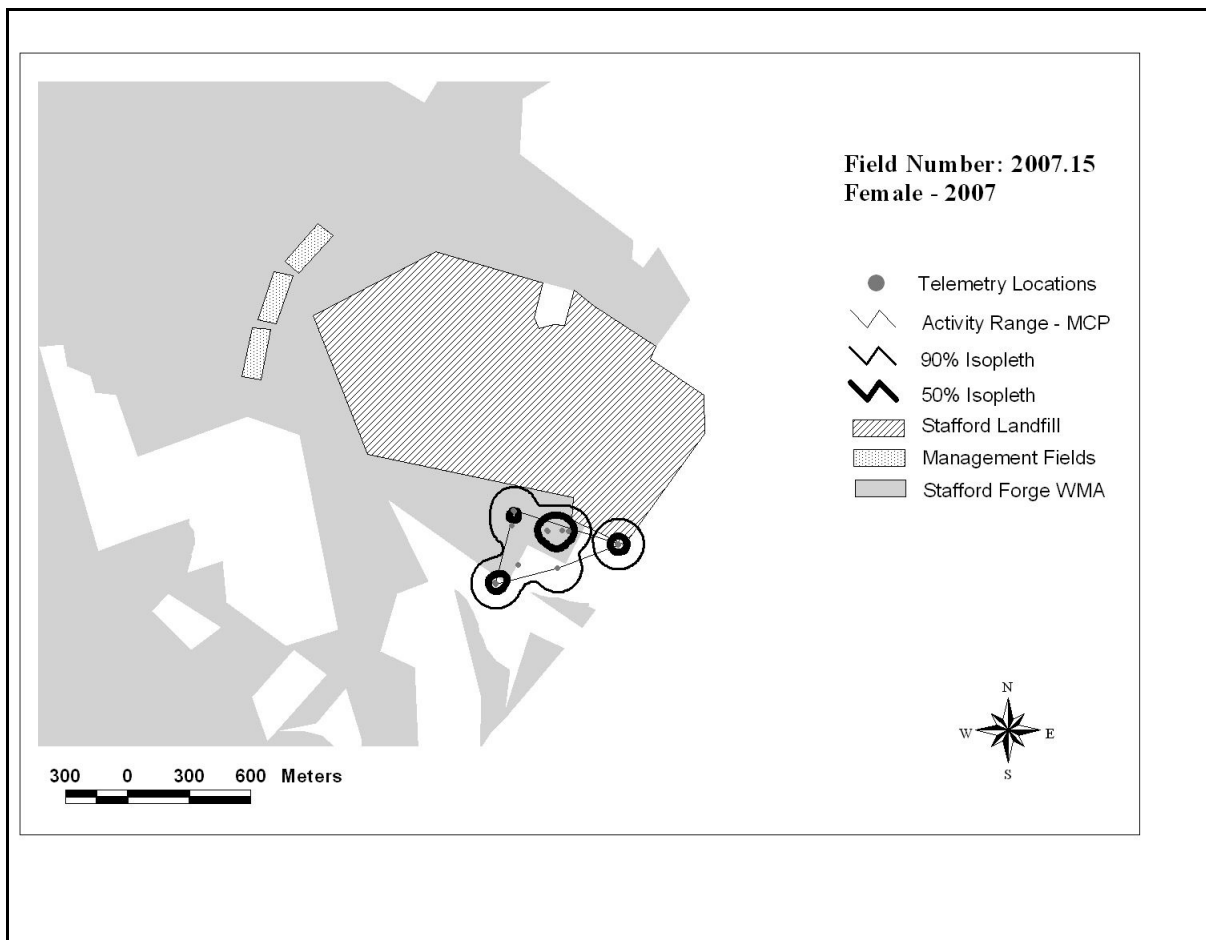 Field Number: 2007.15
Female - 2007
Telemetry Locations
Activity Range - MCP
90% Isopleth
50% Isopleth
Stafford Landfill
Management Fields
Stafford Forge WMA
N
W E
S
300 0 300 600 Meters